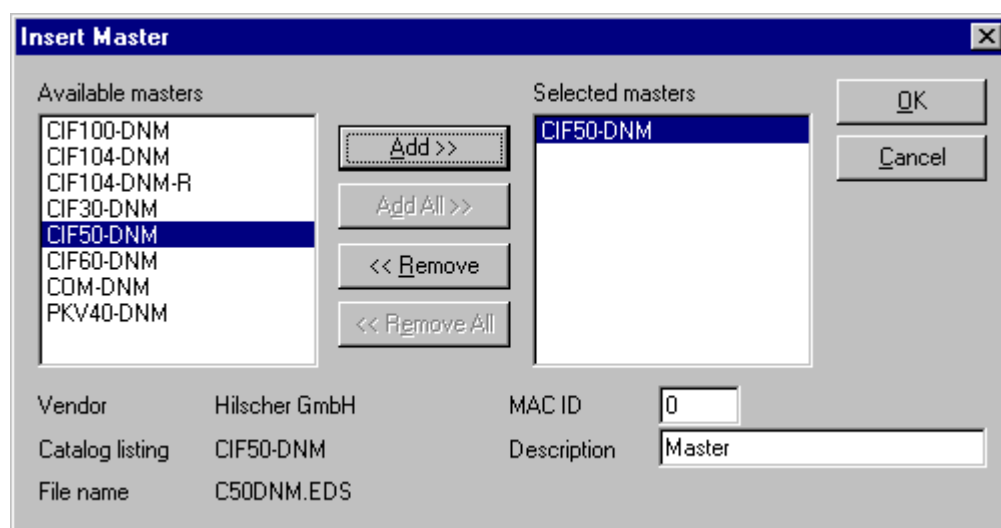 Insert Master
Available masters
CIF100-DNM
CIF104-DNM
CIF104-DNM-R
CIF30-DNM
CIF50-DNM
CIF60-DNM
COM-DNM
PKV40-DNM
Add >>
Add All >>
<< Remove
<< Remove All
Selected masters
CIF50-DNM
OK
Cancel
Vendor Hilscher GmbH MAC ID 0
Catalog listing CIF50-DNM Description Master
File name C50DNM.EDS